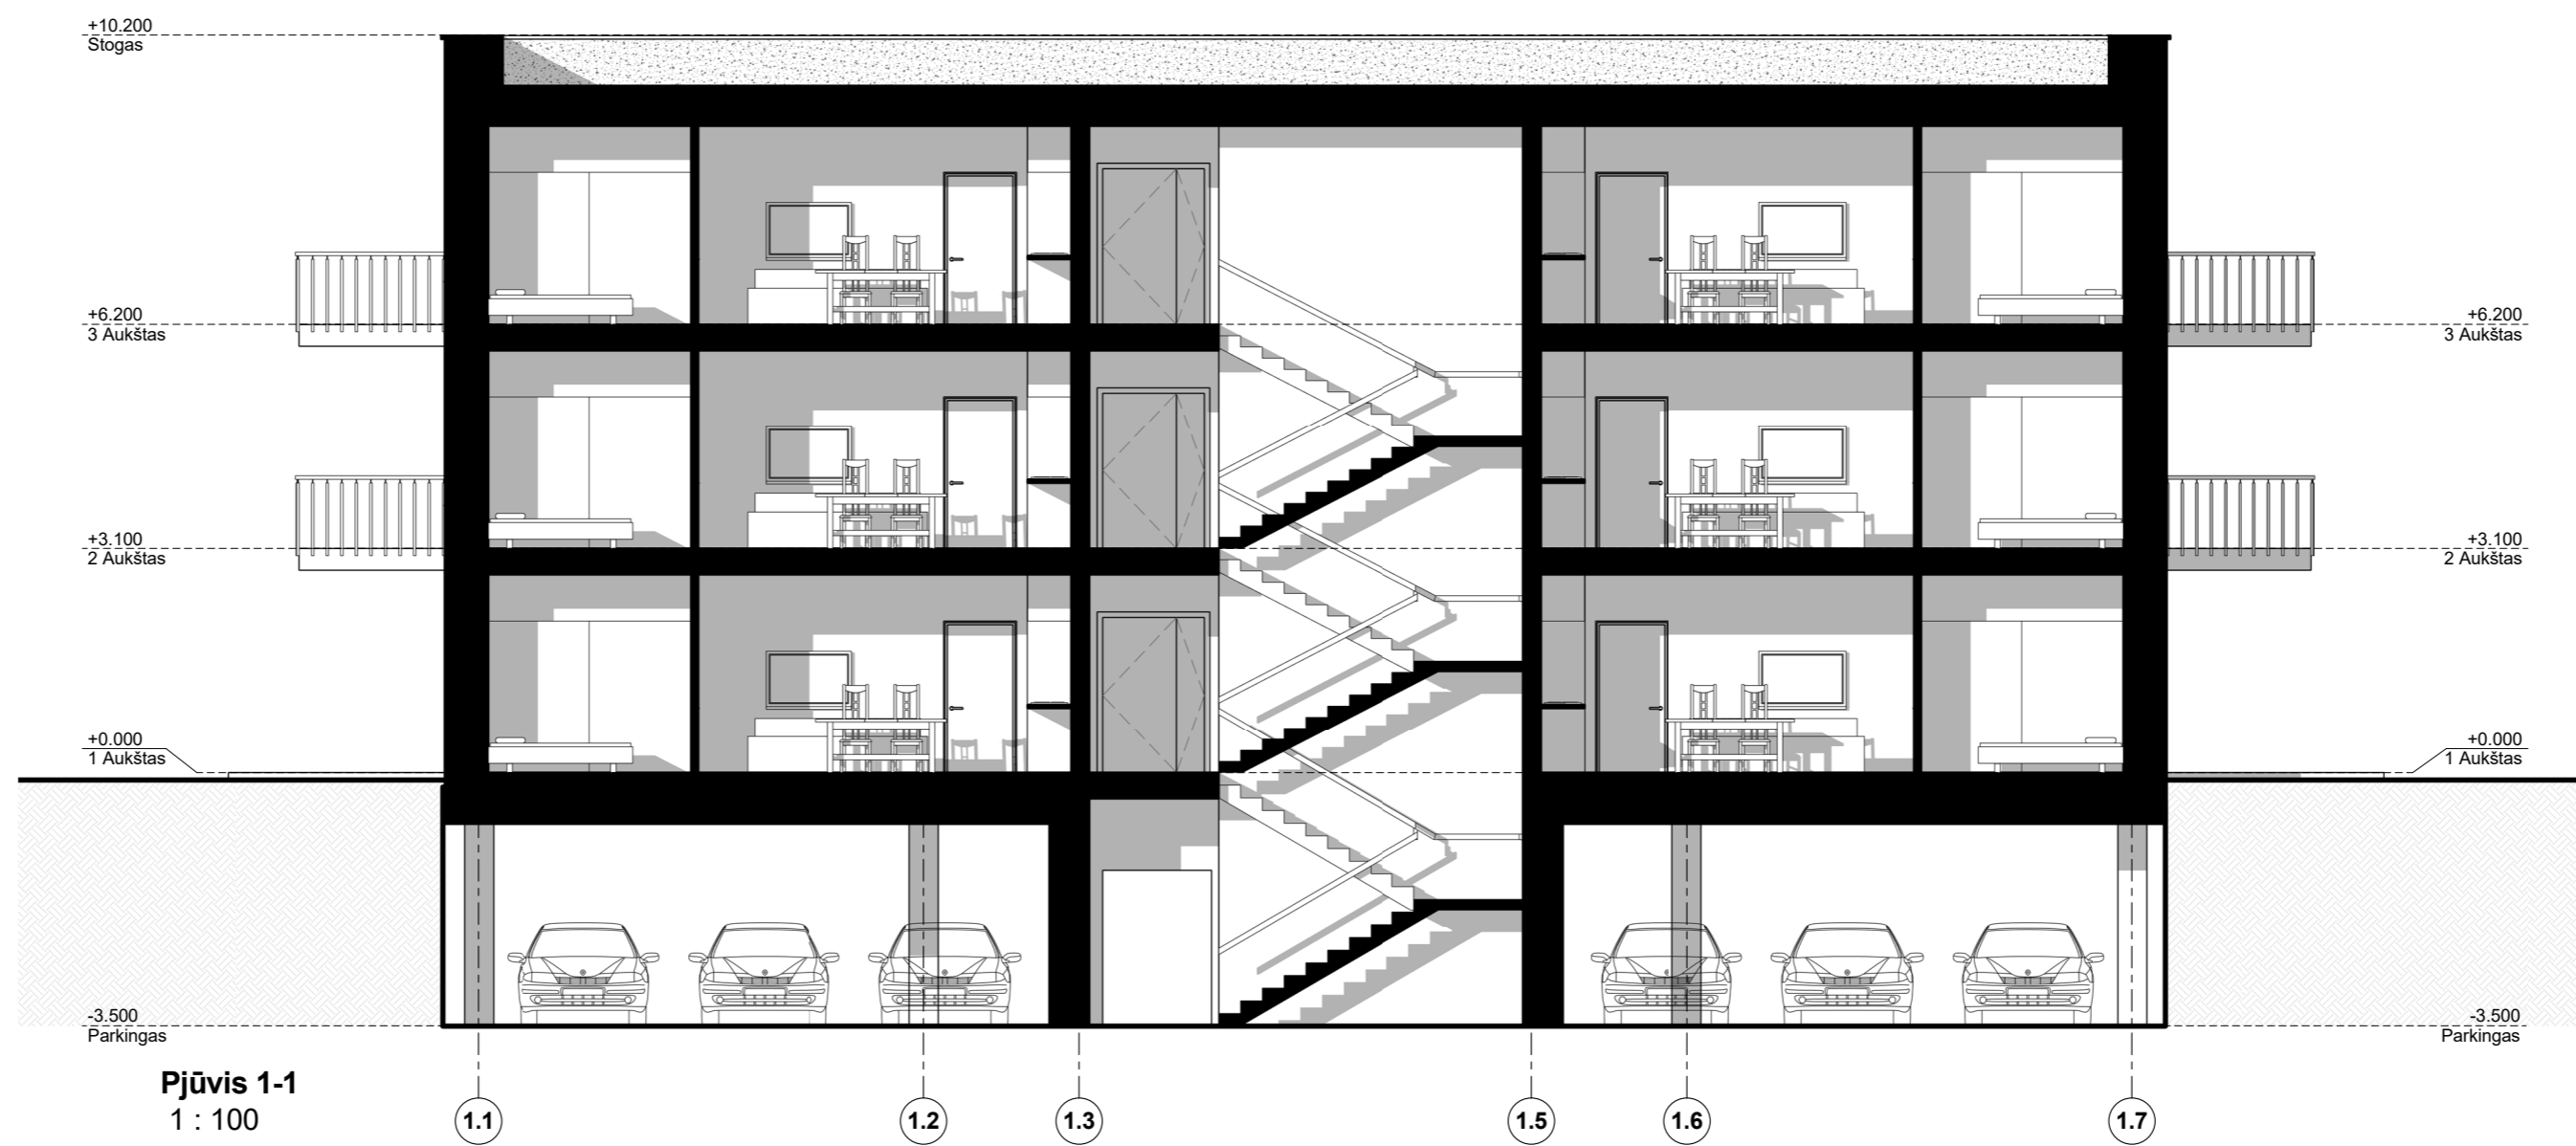 +10.200
Stogas
+6.200
3 Aukštas
+6.200
3 Aukštas
+3.100
2 Aukštas
+3.100
2 Aukštas
+0.000
1 Aukštas
+0.000
1 Aukštas
-3.500
Parkingas
-3.500
Parkingas
Pjūvis 1-1
1 : 100
1.1
1.2
1.3
1.5
1.6
1.7